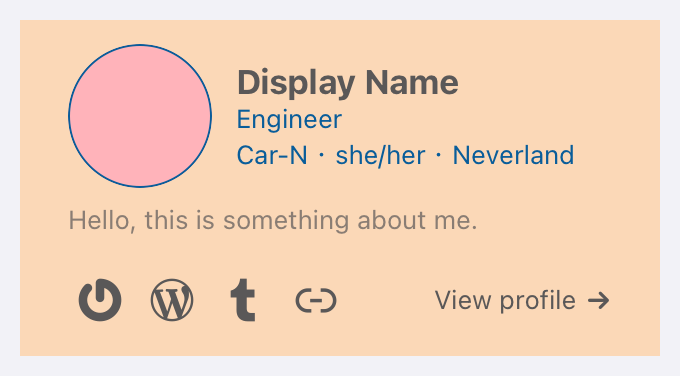 Display Name
Engineer
Car-N · she/her · Neverland
Hello, this is something about me.
View profile →